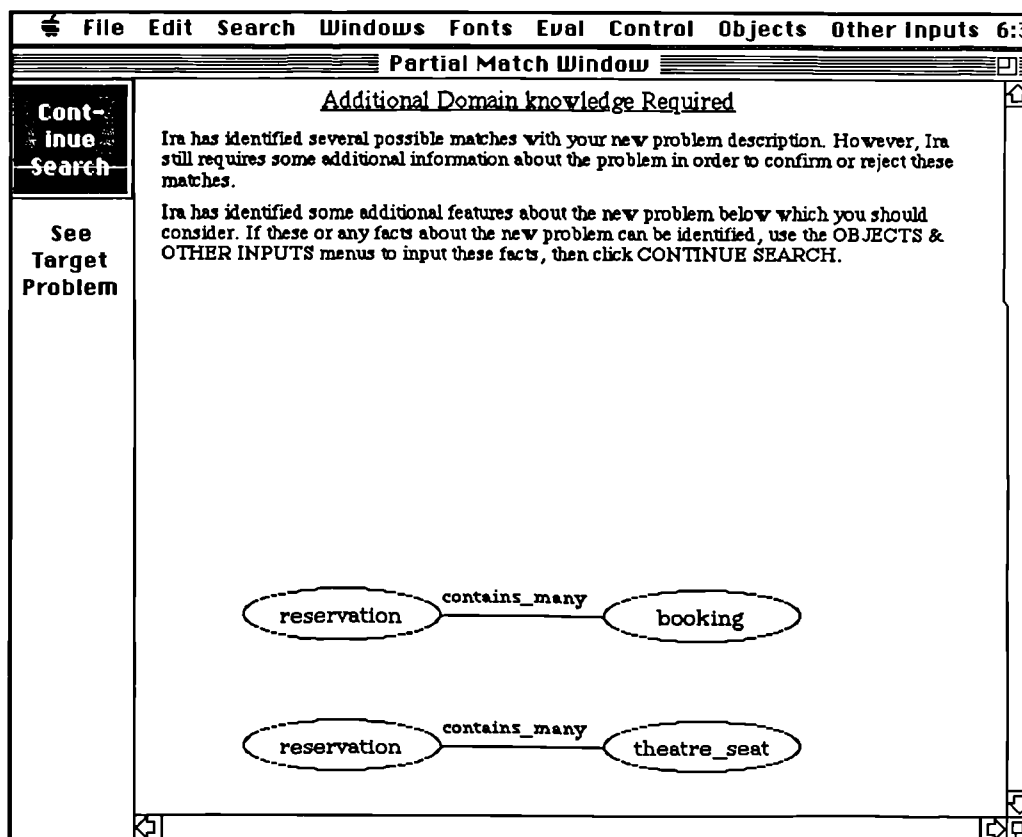 File Edit Search Windows Fonts Eval Control Objects Other Inputs
Partial Match Window
Cont-
inue
Search
See
Target
Problem
Additional Domain knowledge Required
Ira has identified several possible matches with your new problem description. However, Ira
still requires some additional information about the problem in order to confirm or reject these
matches.
Ira has identified some additional features about the new problem below which you should
consider. If these or any facts about the new problem can be identified, use the OBJECTS &
OTHER INPUTS menus to input these facts, then click CONTINUE SEARCH.
reservation contains_many booking
reservation contains_many theatre_seat